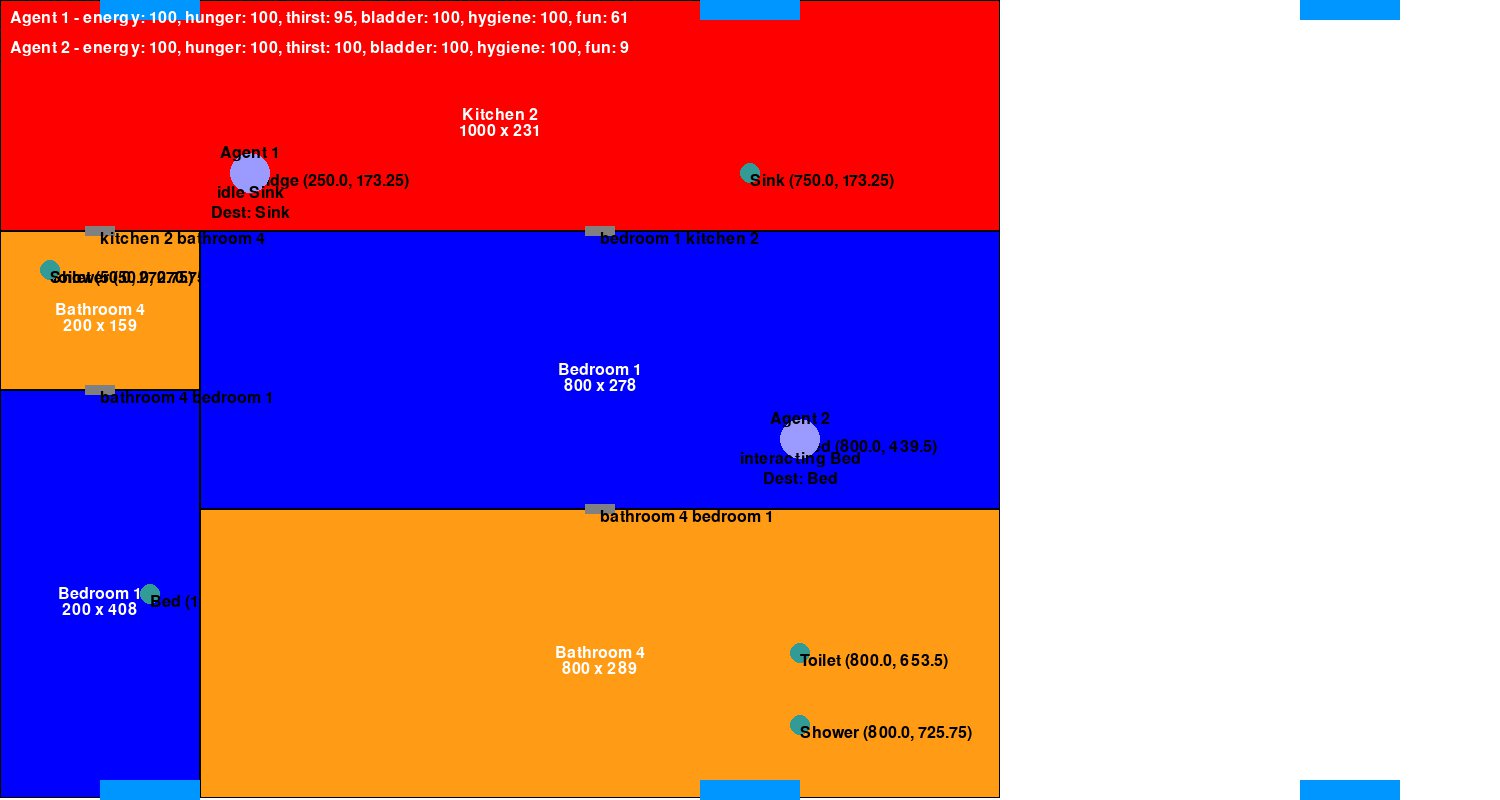 Agent 1 - energy: 100, hunger: 100, thirst: 95, bladder: 100, hygiene: 100, fun: 61
Agent 2 - energy: 100, hunger: 100, thirst: 100, bladder: 100, hygiene: 100, fun: 9
Kitchen 2
1000 x 231
Agent 1
(250.0, 173.25)
idle Sink
Dest: Sink
Sink (750.0, 173.25)
kitchen 2 bathroom 4
bedroom 1 kitchen 2
Bathroom 4
200 x 159
Bedroom 1
800 x 278
bathroom 4 bedroom 1
Agent 2
(800.0, 439.5)
interacting Bed
Dest: Bed
bathroom 4 bedroom 1
Bedroom 1
200 x 408
Bed (1
Bathroom 4
800 x 289
Toilet (800.0, 653.5)
Shower (800.0, 725.75)